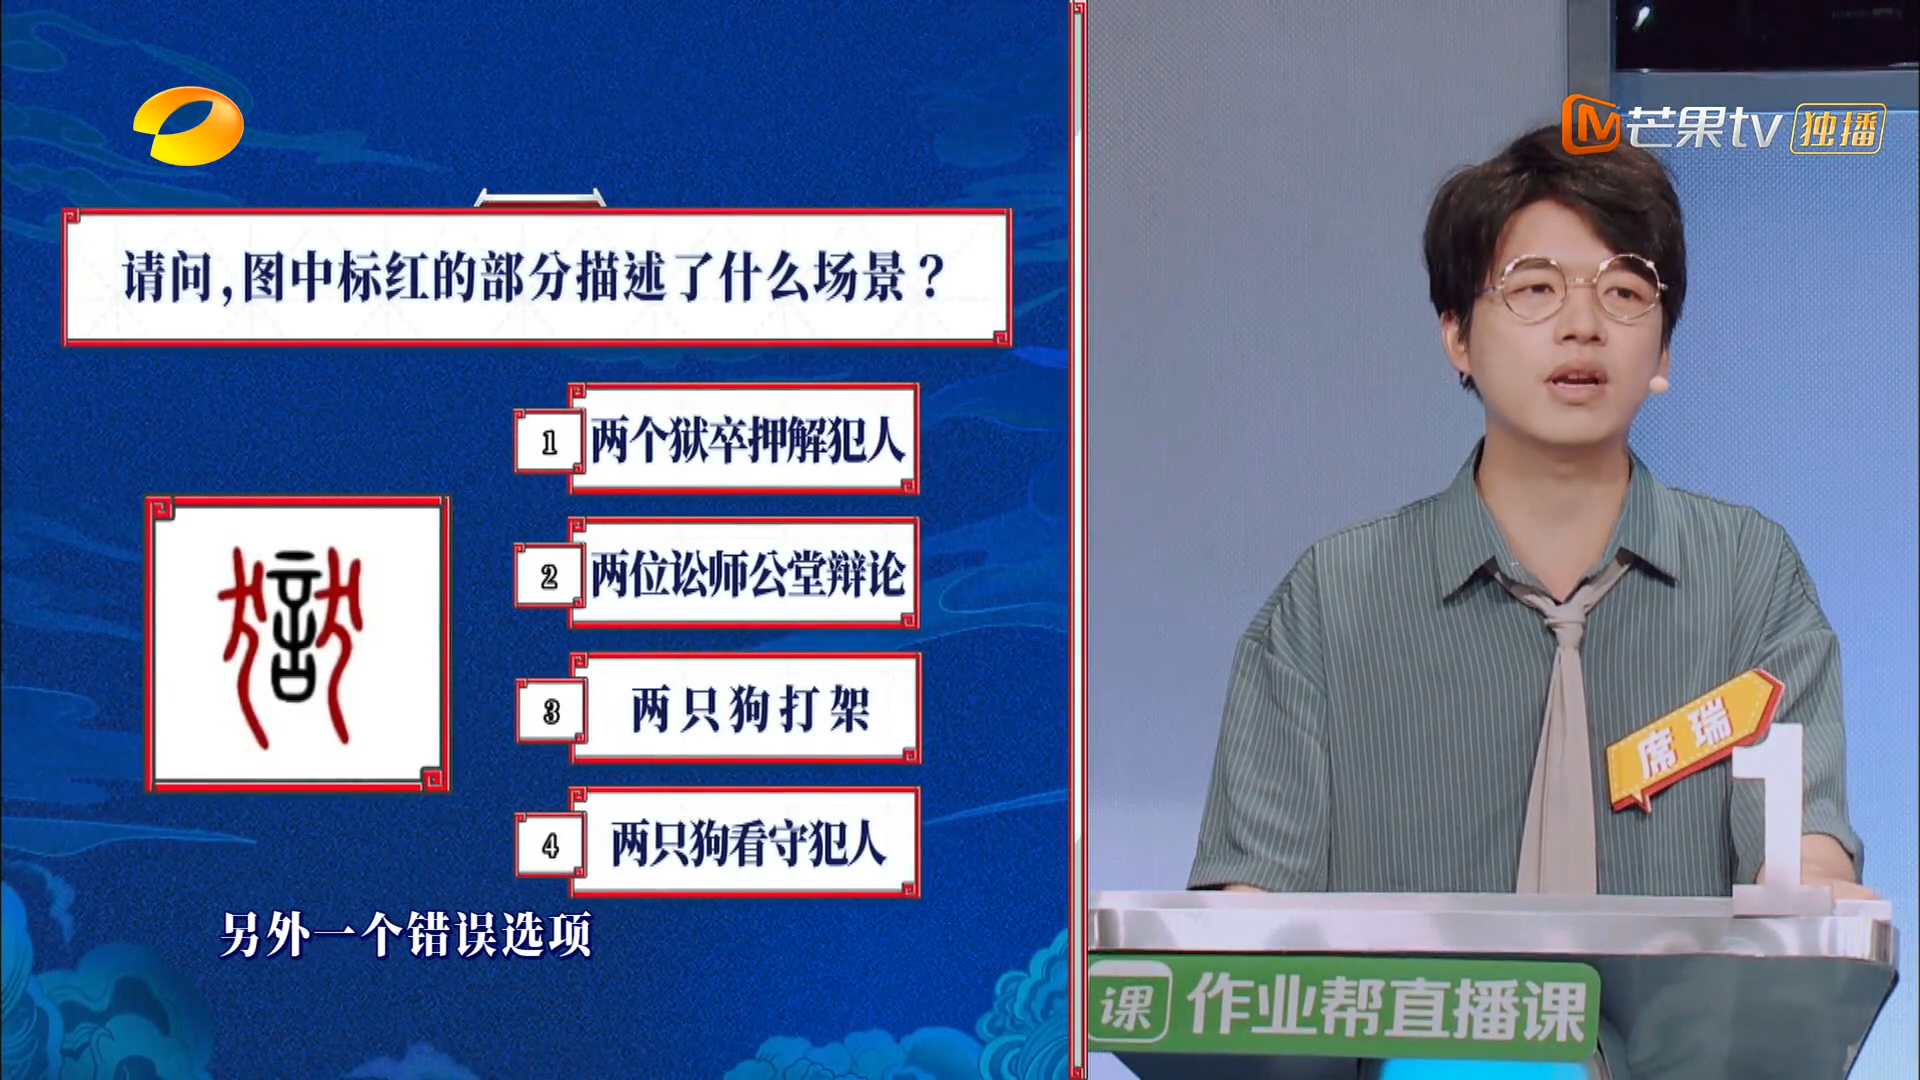 芒果tv 独播
请问,图中标红的部分描述了什么场景?
1 两个狱卒押解犯人
2 两位讼师公堂辩论
3 两只狗打架
4 两只狗看守犯人
另外一个错误选项
席瑞
1
课 作业帮直播课